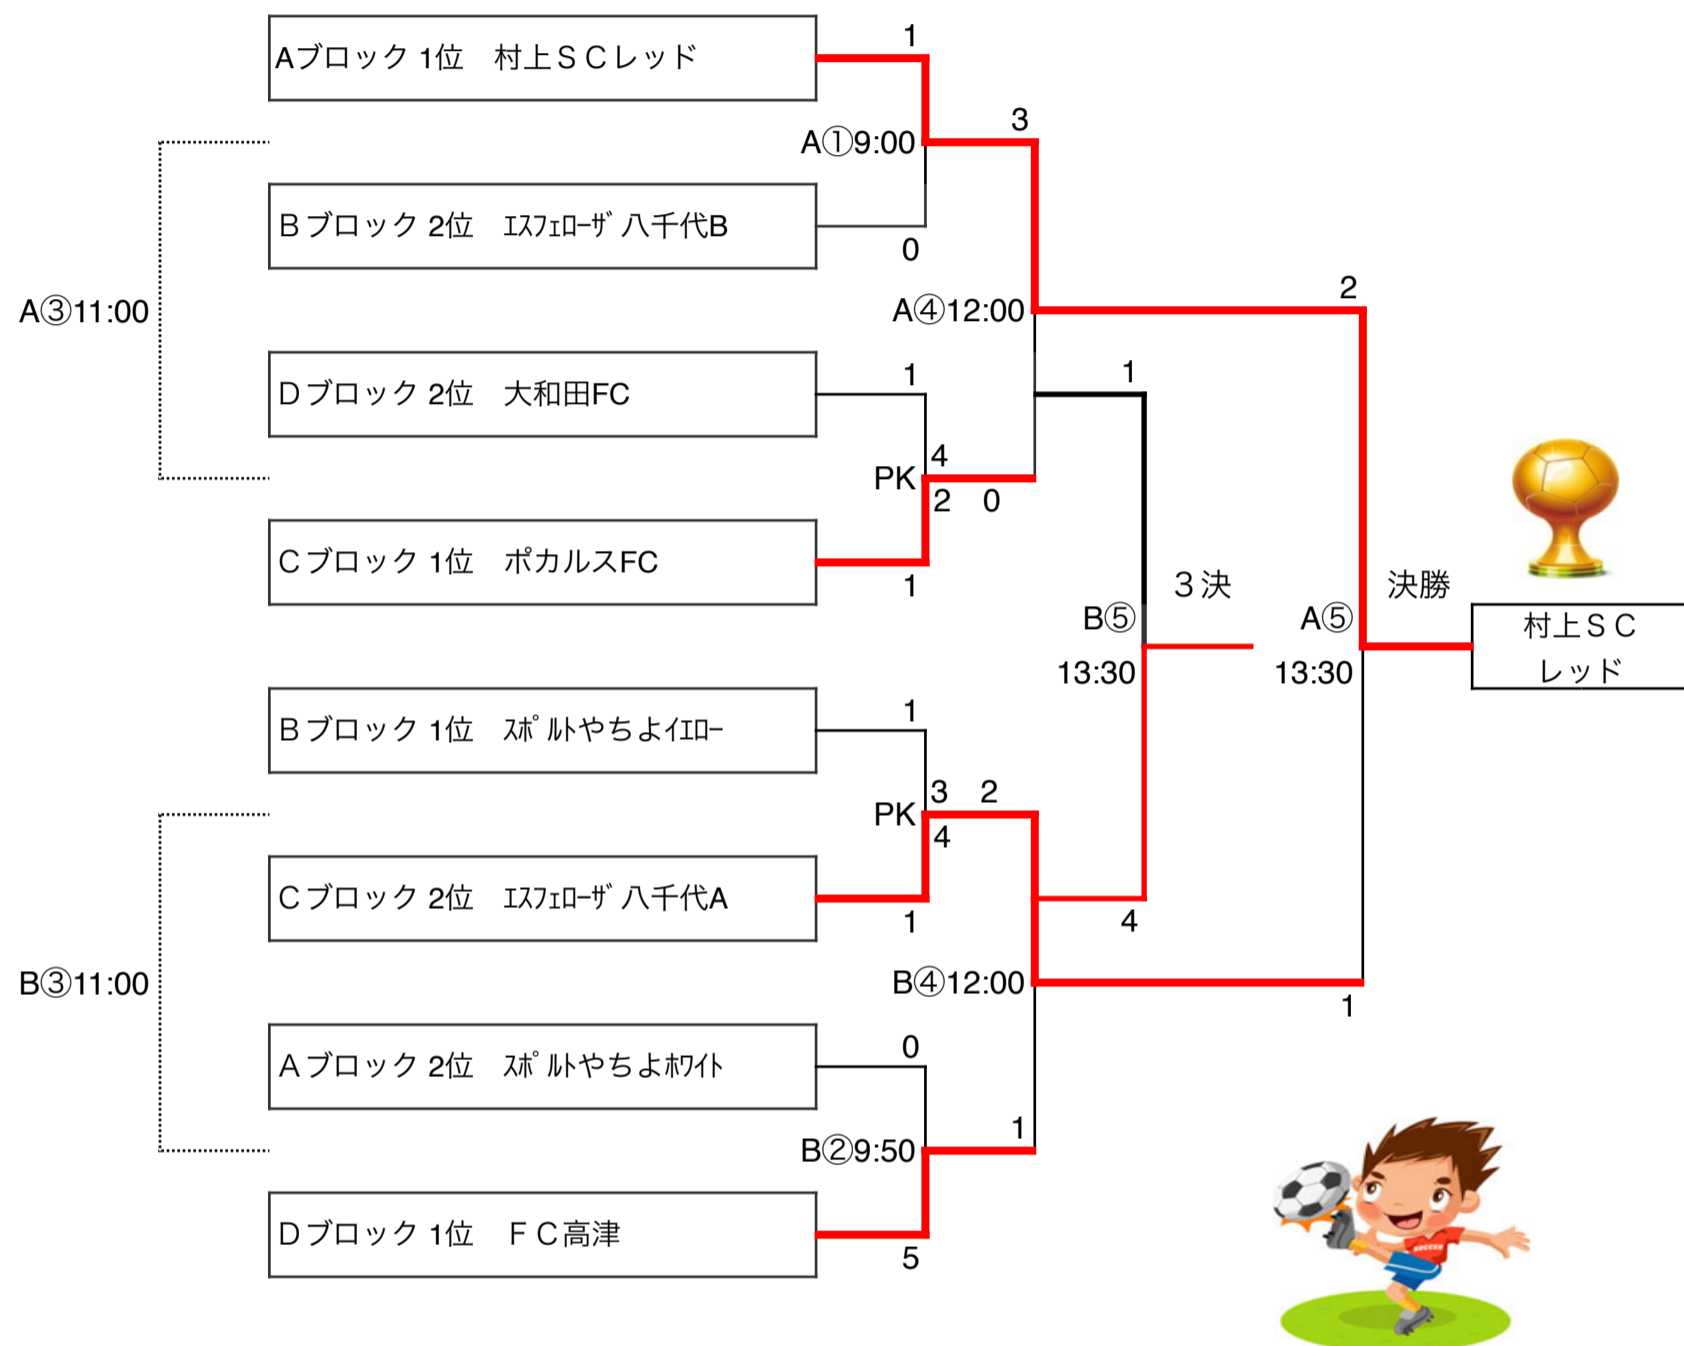 1
Aブロック 1位　村上ＳＣレッド
3
A①9:00
Ｂブロック 2位　ｴｽﾌｪﾛｰｻﾞ八千代B
0
2
A③11:00
A④12:00
1
1
Ｄブロック 2位　大和田FC
4
PK
2 0
Ｃブロック 1位　ポカルスFC
1
３決
決勝
B⑤
A⑤
村上ＳＣ
レッド
13:30
13:30
1
Ｂブロック 1位　ｽﾎﾟﾙﾄやちよｲｴﾛｰ
3 2
PK
4
Ｃブロック 2位　ｴｽﾌｪﾛｰｻﾞ八千代A
1
4
B③11:00
B④12:00
1
0
Ａブロック 2位　ｽﾎﾟﾙﾄやちよﾎﾜｲﾄ
1
B②9:50
Ｄブロック 1位　ＦＣ高津
5
SOCCER